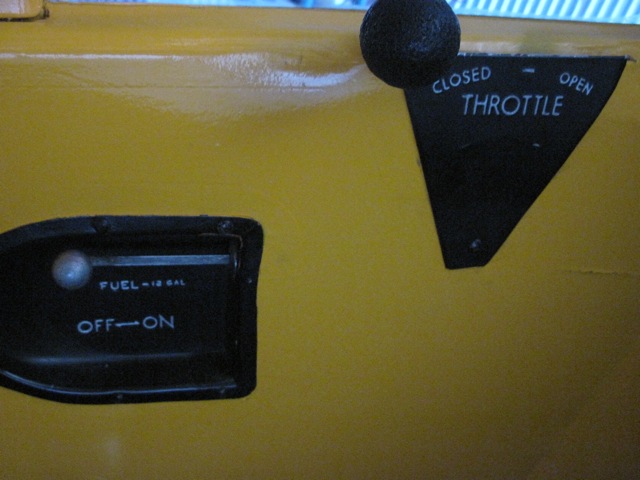 CLOSED — OPEN
THROTTLE
FUEL-12 GAL
OFF—ON